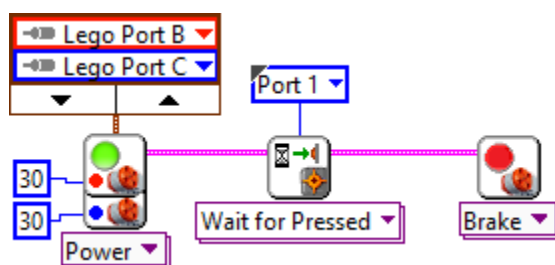 Lego Port B
Lego Port C
Port 1
30
30
Power
Wait for Pressed
Brake